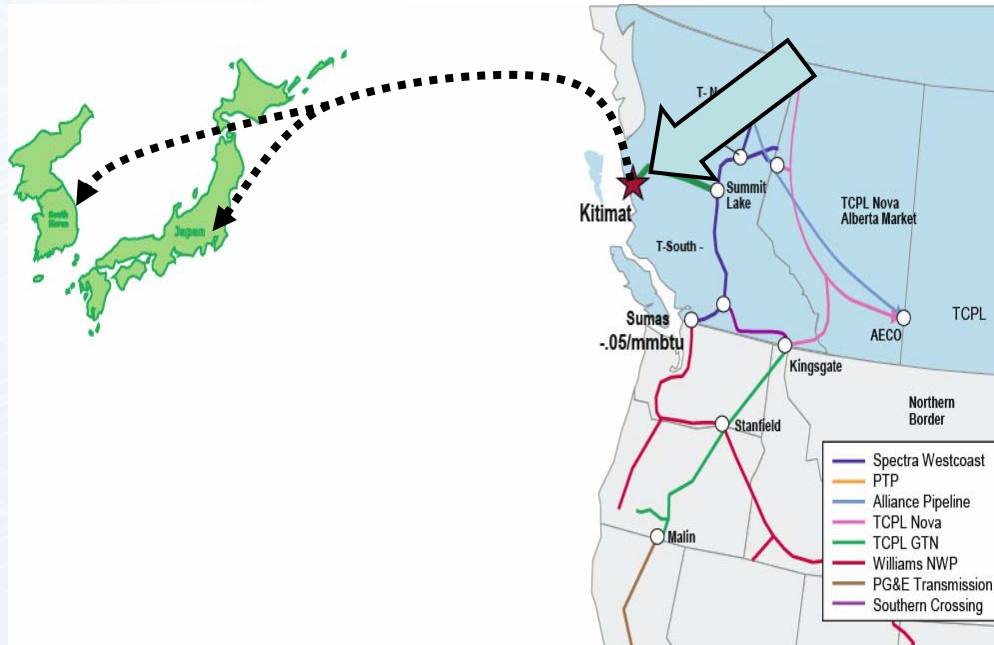 T- N
Summit
Lake
Kitimat
TCPL Nova
Alberta Market
South
Korea
Japan
T-South -
Sumas
-.05/mmbtu
AECO
TCPL
Kingsgate
Northern
Border
Stanfield
Malin
Spectra Westcoast
PTP
Alliance Pipeline
TCPL Nova
TCPL GTN
Williams NWP
PG&E Transmission
Southern Crossing